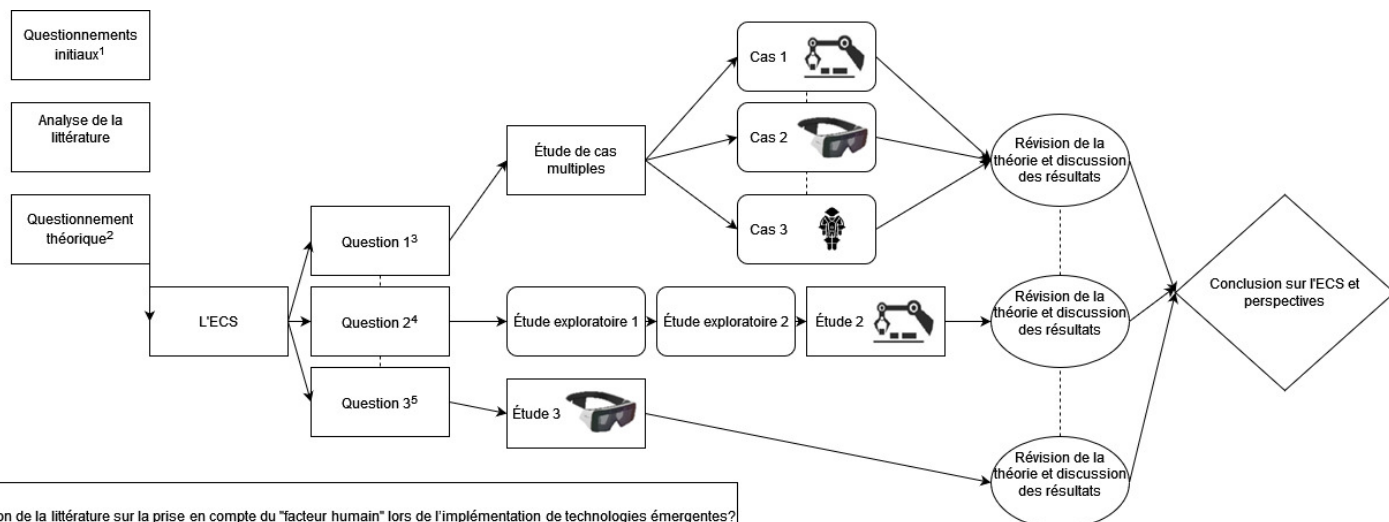 Questionnements
initiaux1
Analyse de la
littérature
Questionnement
théorique2
L'ECS
Question 13
Question 24
Question 35
Étude de cas
multiples
Cas 1
Cas 2
Cas 3
Étude exploratoire 1
Étude exploratoire 2
Étude 2
Étude 3
Révision de la
théorie et discussion
des résultats
Révision de la
théorie et discussion
des résultats
Révision de la
théorie et discussion
des résultats
Conclusion sur l'ECS et
perspectives
de la littérature sur la prise en compte du "facteur humain" lors de l'implémentation de technologies émergentes?